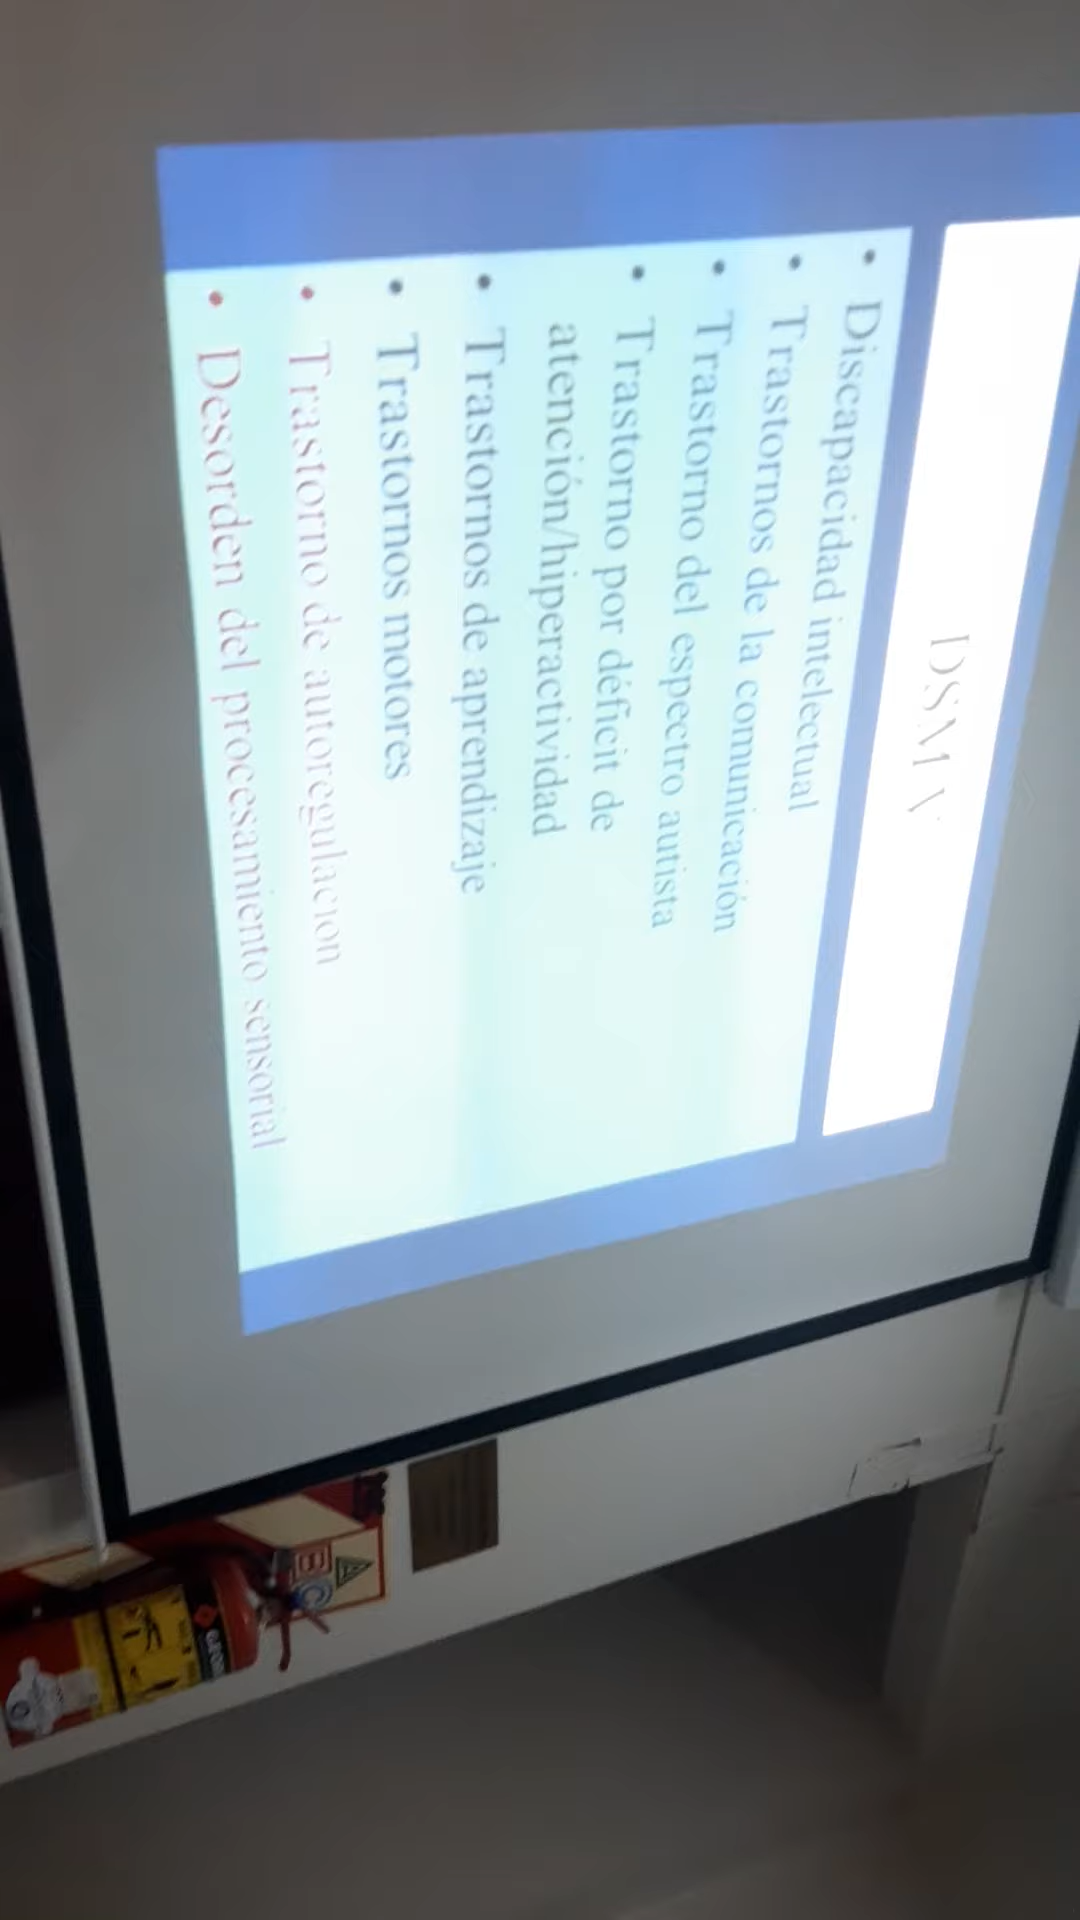 DSM V
• Discapacidad intelectual
• Trastornos de la comunicación
• Trastorno del espectro autista
• Trastorno por déficit de
atención/hiperactividad
• Trastornos de aprendizaje
• Trastornos motores
• Trastorno de autoregulacion
• Desorden del procesamiento sensorial
A
B C